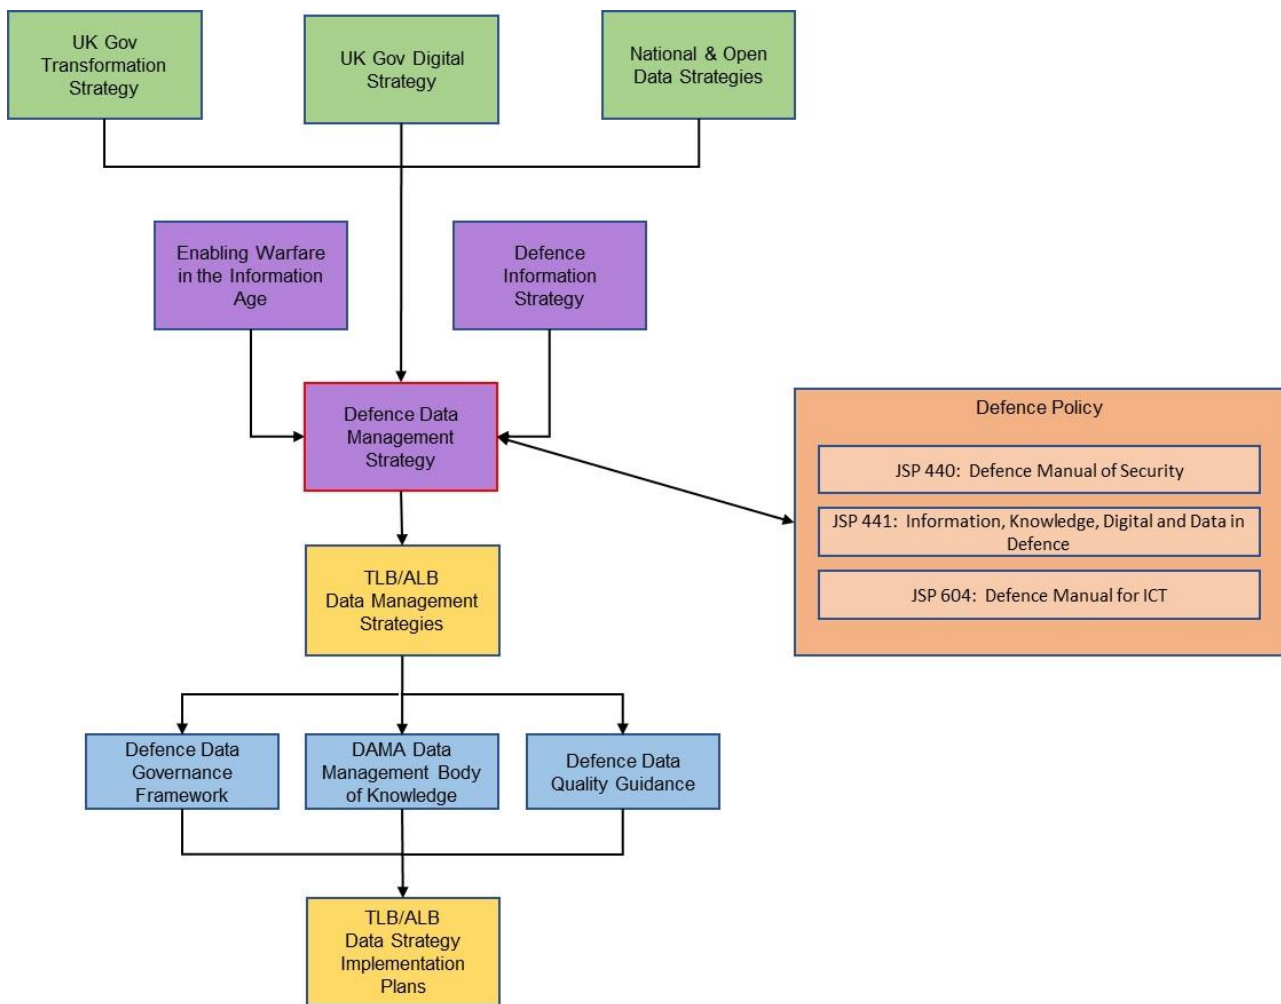 UK Gov
Transformation
Strategy
UK Gov Digital
Strategy
National & Open
Data Strategies
Enabling Warfare
in the Information
Age
Defence
Information
Strategy
Defence Data
Management
Strategy
Defence Policy
JSP 440:  Defence Manual of Security
JSP 441:  Information, Knowledge, Digital and Data in
Defence
JSP 604:  Defence Manual for ICT
TLB/ALB
Data Management
Strategies
Defence Data
Governance
Framework
DAMA Data
Management Body
of Knowledge
Defence Data
Quality Guidance
TLB/ALB
Data Strategy
Implementation
Plans